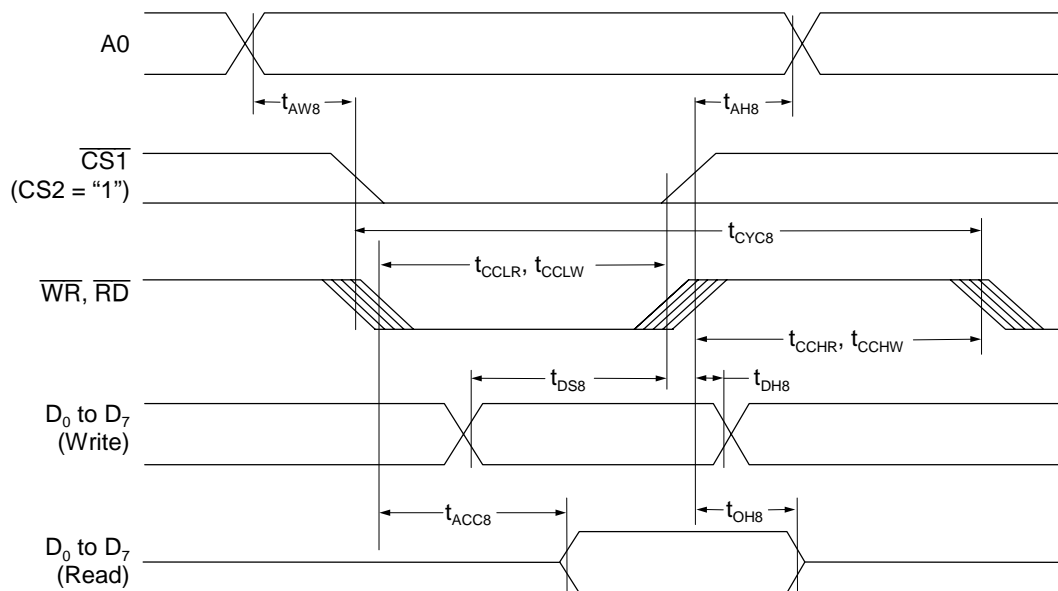 A0
tAW8
tAH8
CS1
(CS2 = “1”)
tCYC8
tCCLR, tCCLW
WR, RD
tCCHR, tCCHW
tDS8
tDH8
D0 to D7
(Write)
tACC8
tOH8
D0 to D7
(Read)